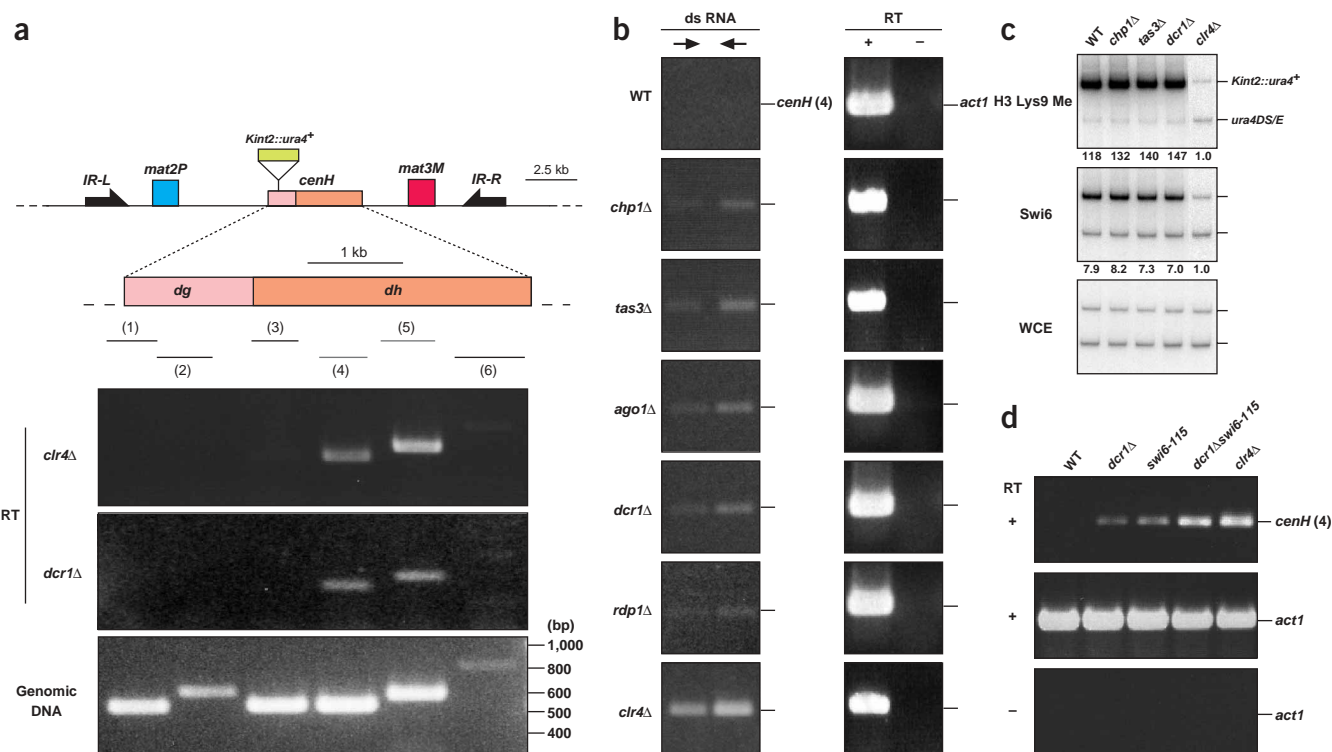 a
Kint2::ura4+
IR-L
mat2P
cenH
mat3M
IR-R
2.5 kb
1 kb
dg
dh
(1)
(3)
(5)
(2)
(4)
(6)
RT
clr4Δ
dcr1Δ
Genomic DNA
(bp)
1,000
800
600
500
400
b
ds RNA
RT
+ −
WT
cenH (4)
act1
chp1Δ
tas3Δ
ago1Δ
dcr1Δ
rdp1Δ
clr4Δ
c
WT chp1Δ tas3Δ dcr1Δ clr4Δ
H3 Lys9 Me
Kint2::ura4+
ura4DS/E
118 132 140 147 1.0
Swi6
7.9 8.2 7.3 7.0 1.0
WCE
d
WT dcr1Δ swi6-115 dcr1Δswi6-115 clr4Δ
RT
+
cenH (4)
+
act1
−
act1